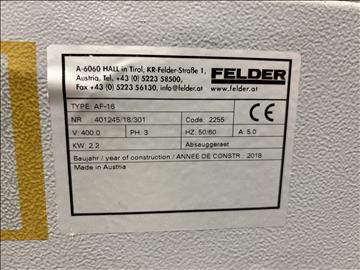 A-6060 HALL in Tirol, KR-Felder-Straße 1,
Austria, Tel. +43 (0) 5223 58500,
Fax +43 (0) 5223 56130, info@felder.at
FELDER
www.felder.at
TYPE AF-16
NR 401245/18/301 Code: 2255
V: 400.0 PH: 3 HZ: 50/60 A: 5.0
KW: 2.2 Absauggeraet
Baujahr / year of construction / ANNEE DE CONSTR.: 2018
Made in Austria
CE